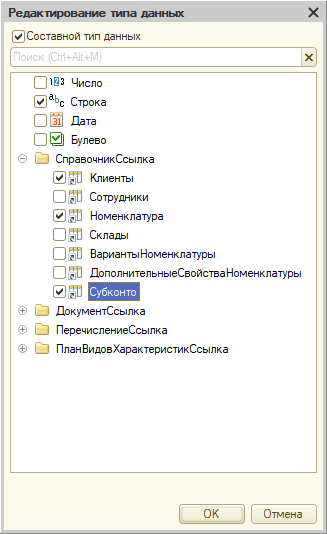 Редактирование типа данных
Составной тип данных
Поиск (Ctrl+Alt+M)
Число
Строка
Дата
Булево
СправочникСсылка
Клиенты
Сотрудники
Номенклатура
Склады
ВариантыНоменклатуры
ДополнительныеСвойстваНоменклатуры
Субконто
ДокументСсылка
ПеречислениеСсылка
ПланВидовХарактеристикСсылка
OK Отмена